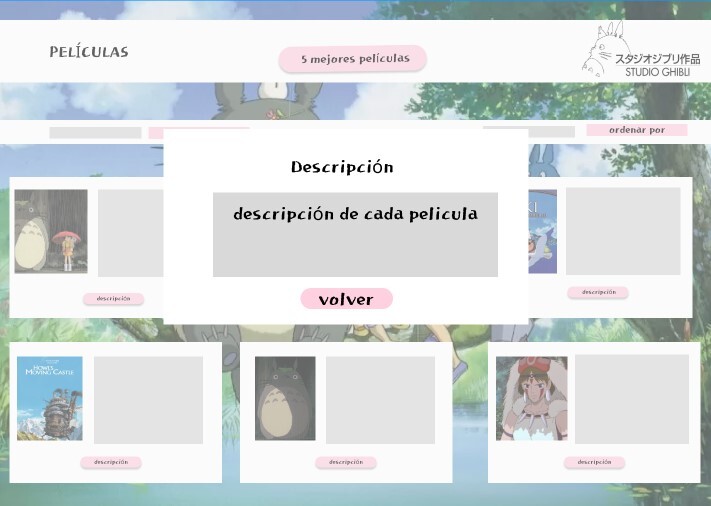 PELÍCULAS
5 mejores películas
スタジオジブリ作品
STUDIO GHIBLI
ordenar por
Descripción
descripción de cada pelicula
volver
descripción
descripción
HOWL'S
MOVING CASTLE
descripción
descripción
descripción